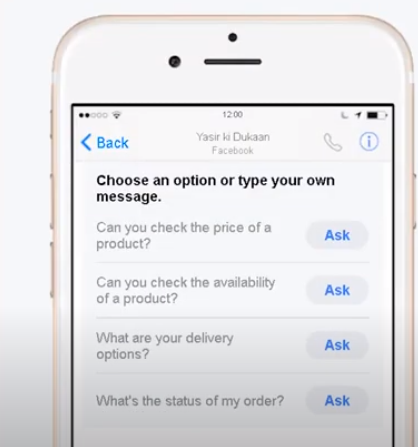 12:00
Back
Yasir ki Dukaan
Facebook
Choose an option or type your own
message.
Can you check the price of a
product?
Ask
Can you check the availability
of a product?
Ask
What are your delivery
options?
Ask
What's the status of my order?
Ask